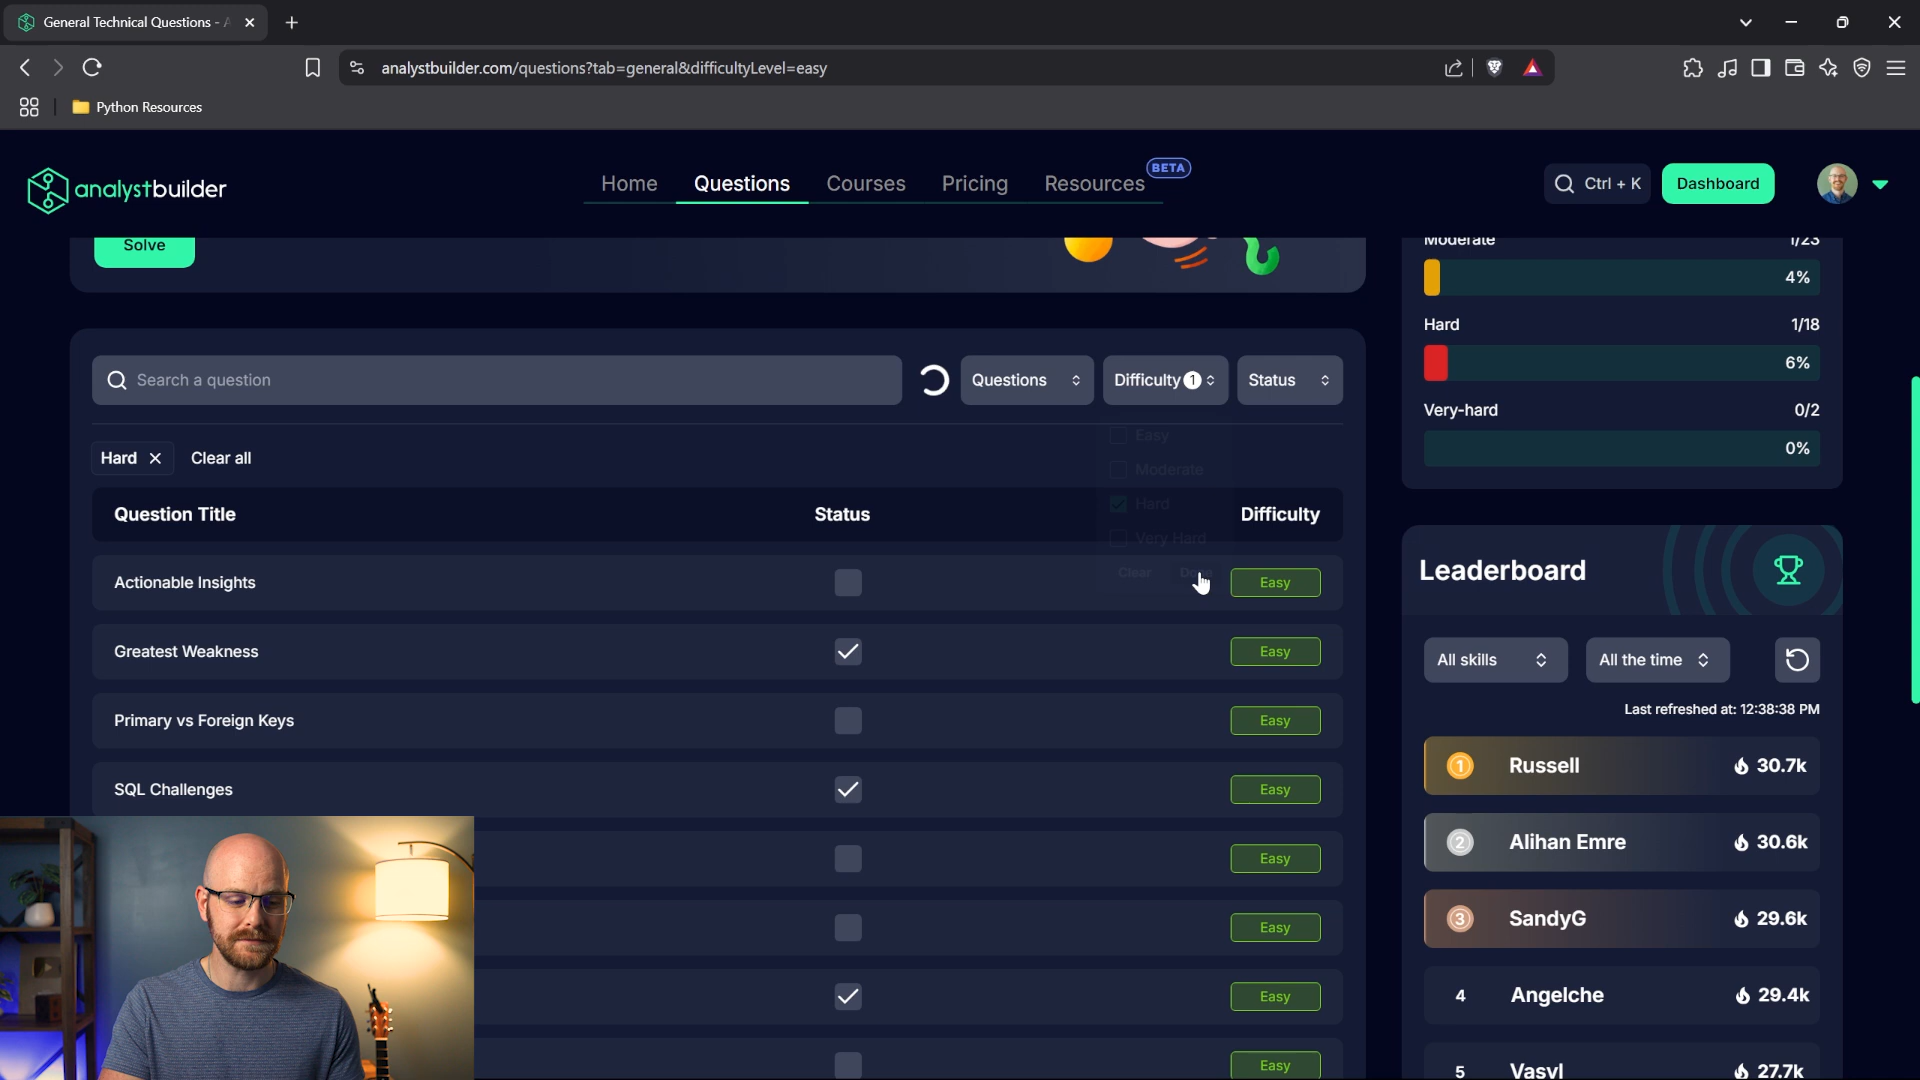 General Technical Questions - A
analystbuilder.com/questions?tab=general&difficultyLevel=easy
Python Resources
analystbuilder
Home
Questions
Courses
Pricing
Resources
BETA
Ctrl + K
Dashboard
Solve
Moderate
1/23
4%
Hard
1/18
6%
Very-hard
0/2
0%
Search a question
Questions
Difficulty 1
Status
Easy
Moderate
Hard
Very Hard
Clear
Hard
Clear all
Question Title
Status
Difficulty
Actionable Insights
Easy
Greatest Weakness
Easy
Primary vs Foreign Keys
Easy
SQL Challenges
Easy
Easy
Easy
Easy
Easy
Leaderboard
All skills
All the time
Last refreshed at: 12:38:38 PM
1 Russell 30.7k
2 Alihan Emre 30.6k
3 SandyG 29.6k
4 Angelche 29.4k
5 Vasyl 27.7k